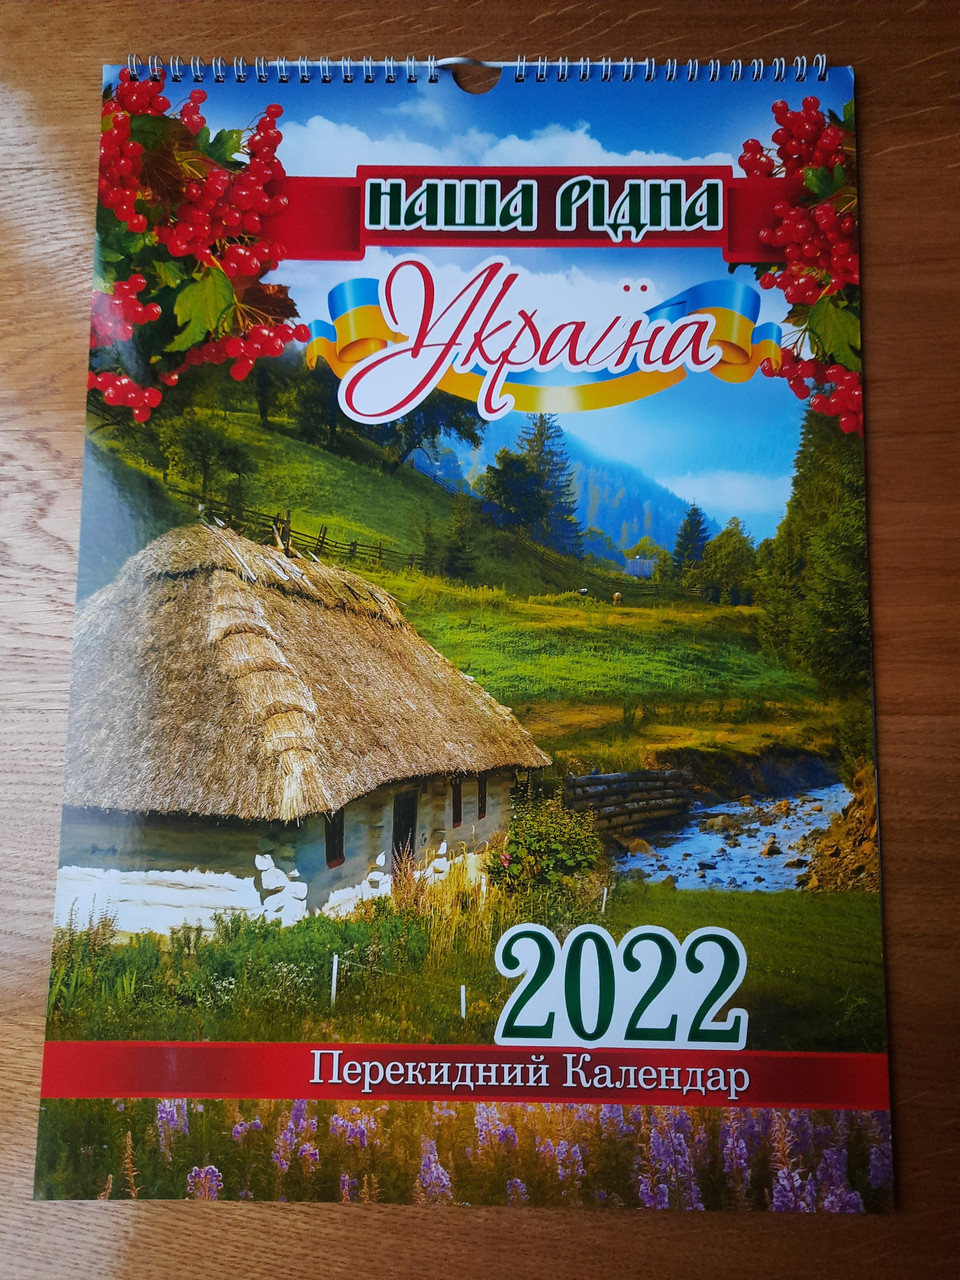 НАША РІДНА
Україна
2022
Перекидний Календар